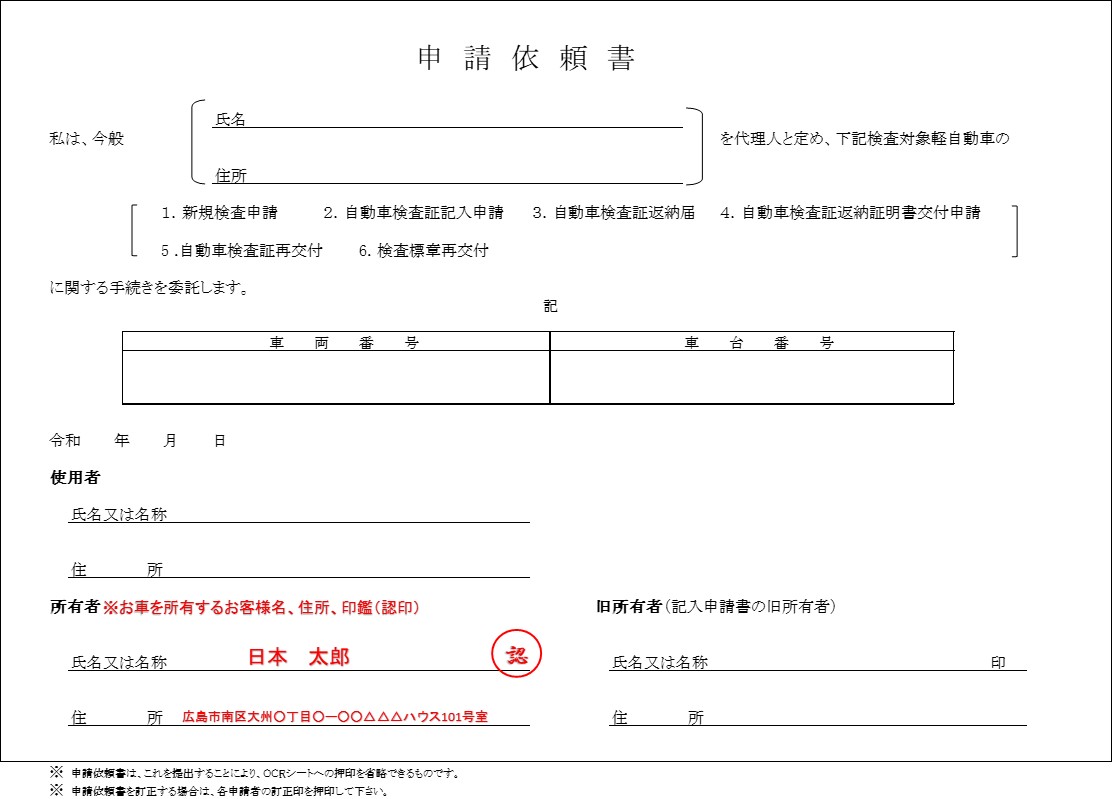 申 請 依 頼 書
氏名
私は、今般
を代理人と定め、下記検査対象軽自動車の
住所
1. 新規検査申請 2. 自動車検査証記入申請 3. 自動車検査証返納届 4. 自動車検査証返納証明書交付申請
5 .自動車検査証再交付 6. 検査標章再交付
に関する手続きを委託します。
記
車 両 番 号 車 台 番 号
令和 年 月 日
使用者
氏名又は名称
住 所
所有者 ※お車を所有するお客様名、住所、印鑑(認印) 旧所有者(記入申請書の旧所有者)
氏名又は名称 日本 太郎 認 氏名又は名称 印
住 所 広島市南区大州〇丁目〇ー〇〇△△△ハウス101号室 住 所
※ 申請依頼書は、これを提出することにより、OCRシートへの押印を省略できるものです。
※ 申請依頼書を訂正する場合は、各申請者の訂正印を押印して下さい。